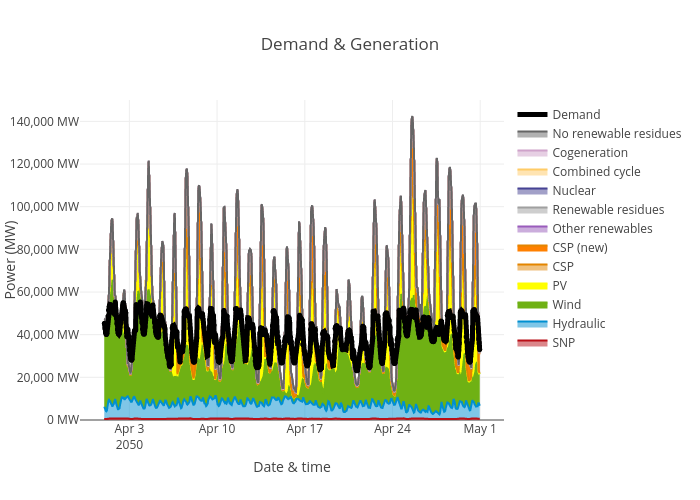 Demand & Generation
140,000 MW
120,000 MW
100,000 MW
80,000 MW
60,000 MW
40,000 MW
20,000 MW
0 MW
Power (MW)
Apr 3
2050
Apr 10
Apr 17
Apr 24
May 1
Date & time
Demand
No renewable residues
Cogeneration
Combined cycle
Nuclear
Renewable residues
Other renewables
CSP (new)
CSP
PV
Wind
Hydraulic
SNP